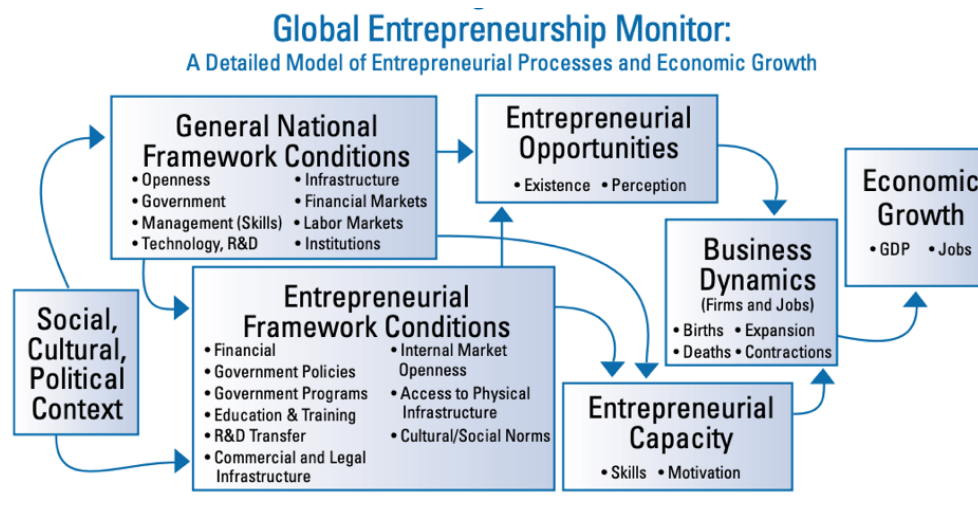 Global Entrepreneurship Monitor:
A Detailed Model of Entrepreneurial Processes and Economic Growth
General National
Framework Conditions
• Openness
• Government
• Management (Skills)
• Technology, R&D
• Infrastructure
• Financial Markets
• Labor Markets
• Institutions
Entrepreneurial
Opportunities
• Existence • Perception
Economic
Growth
• GDP • Jobs
Business
Dynamics
(Firms and Jobs)
• Births • Expansion
• Deaths • Contractions
Social,
Cultural,
Political
Context
Entrepreneurial
Framework Conditions
• Financial
• Government Policies
• Government Programs
• Education & Training
• R&D Transfer
• Commercial and Legal
Infrastructure
• Internal Market
Openness
• Access to Physical
Infrastructure
• Cultural/Social Norms
Entrepreneurial
Capacity
• Skills • Motivation